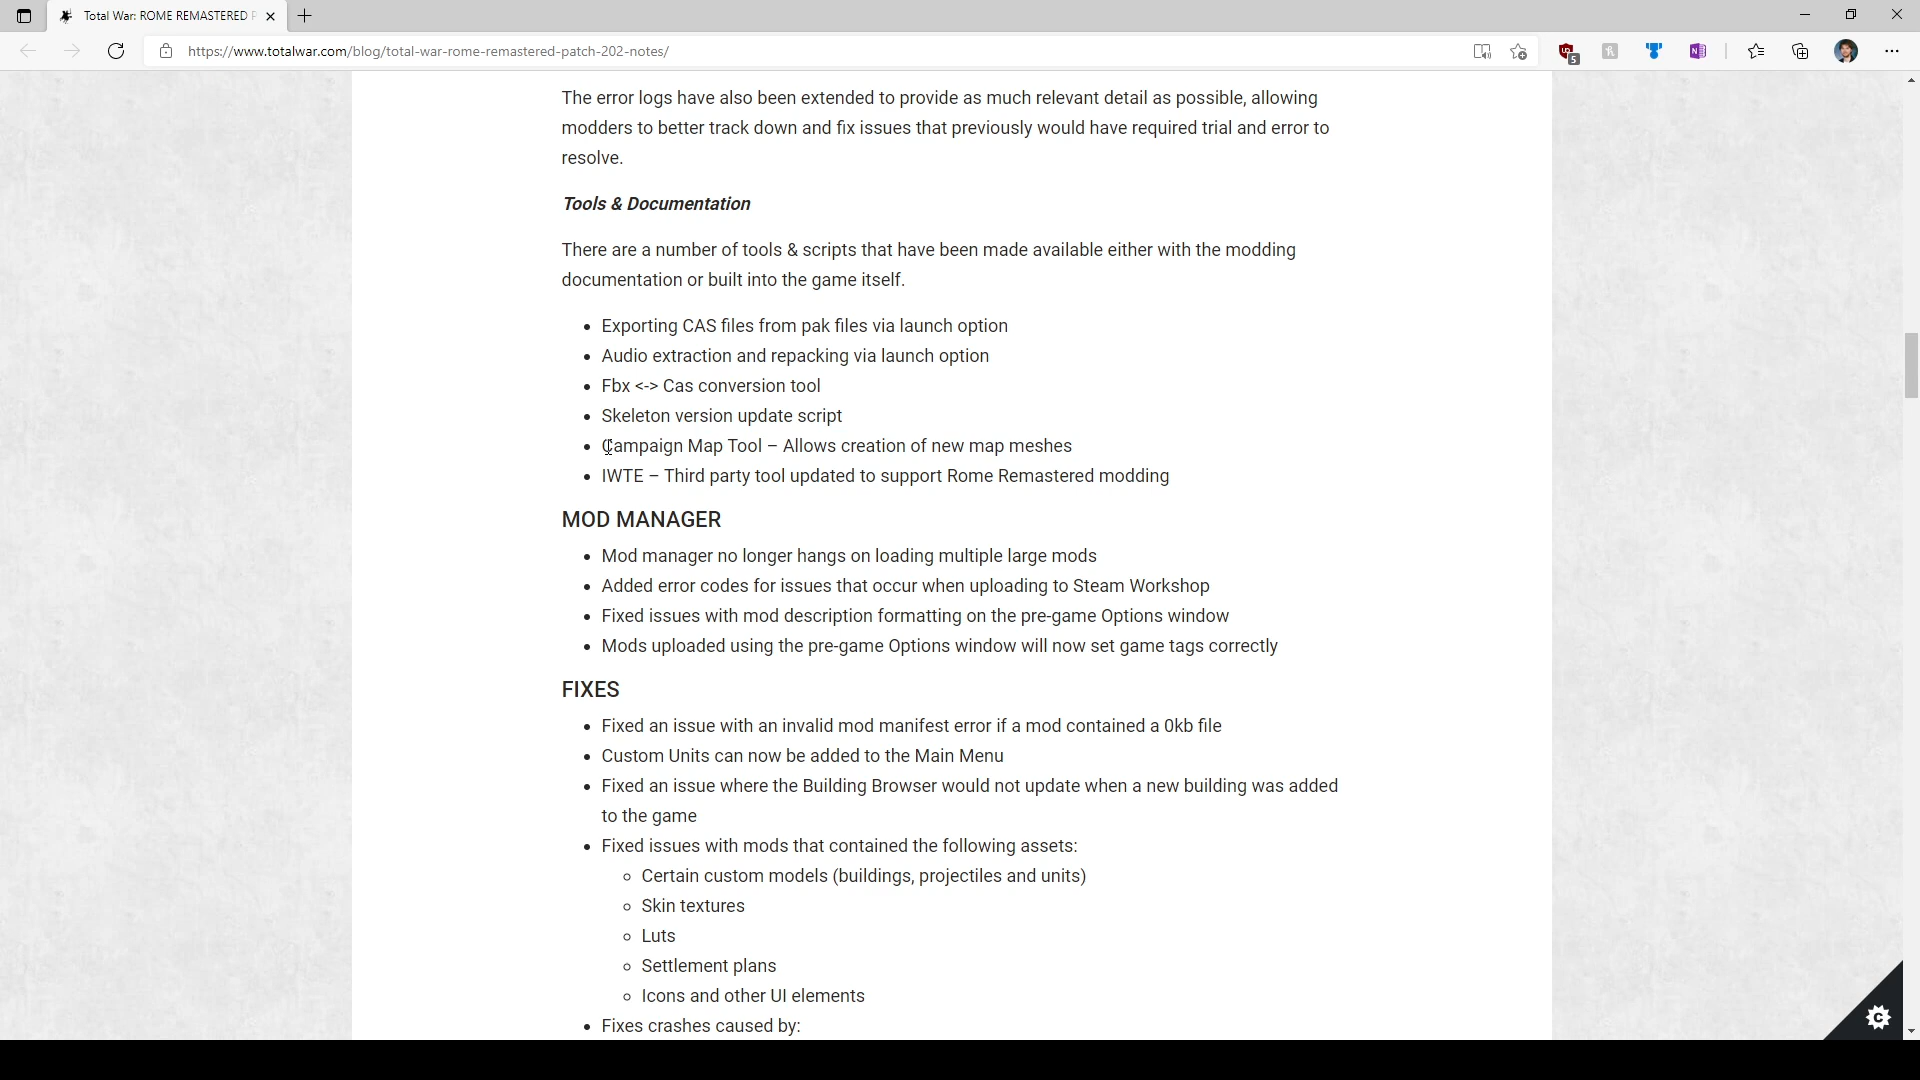 Total War: ROME REMASTERED P
https://www.totalwar.com/blog/total-war-rome-remastered-patch-202-notes/
5
The error logs have also been extended to provide as much relevant detail as possible, allowing
modders to better track down and fix issues that previously would have required trial and error to
resolve.
Tools & Documentation
There are a number of tools & scripts that have been made available either with the modding
documentation or built into the game itself.
• Exporting CAS files from pak files via launch option
• Audio extraction and repacking via launch option
• Fbx <-> Cas conversion tool
• Skeleton version update script
• Campaign Map Tool – Allows creation of new map meshes
• IWTE – Third party tool updated to support Rome Remastered modding
MOD MANAGER
• Mod manager no longer hangs on loading multiple large mods
• Added error codes for issues that occur when uploading to Steam Workshop
• Fixed issues with mod description formatting on the pre-game Options window
• Mods uploaded using the pre-game Options window will now set game tags correctly
FIXES
• Fixed an issue with an invalid mod manifest error if a mod contained a 0kb file
• Custom Units can now be added to the Main Menu
• Fixed an issue where the Building Browser would not update when a new building was added
to the game
• Fixed issues with mods that contained the following assets:
◦ Certain custom models (buildings, projectiles and units)
◦ Skin textures
◦ Luts
◦ Settlement plans
◦ Icons and other UI elements
• Fixes crashes caused by: